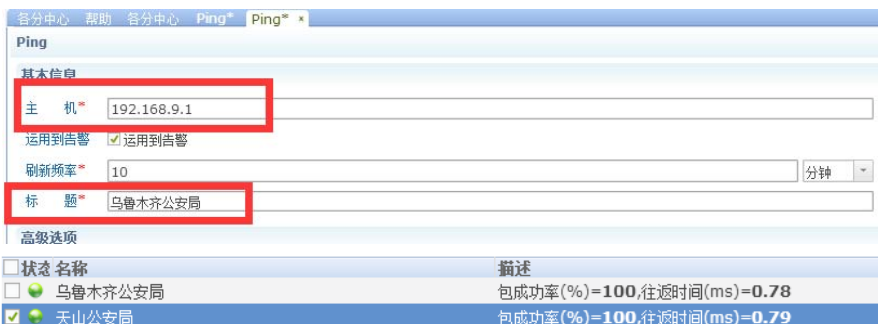 各分中心 帮助 各分中心 Ping* Ping* ×
Ping
基本信息
主 机* 192.168.9.1
运用到告警 运用到告警
刷新频率* 10 分钟
标 题* 乌鲁木齐公安局
高级选项
状态 名称 描述
乌鲁木齐公安局 包成功率(%)=100,往返时间(ms)=0.78
天山公安局 包成功率(%)=100,往返时间(ms)=0.79